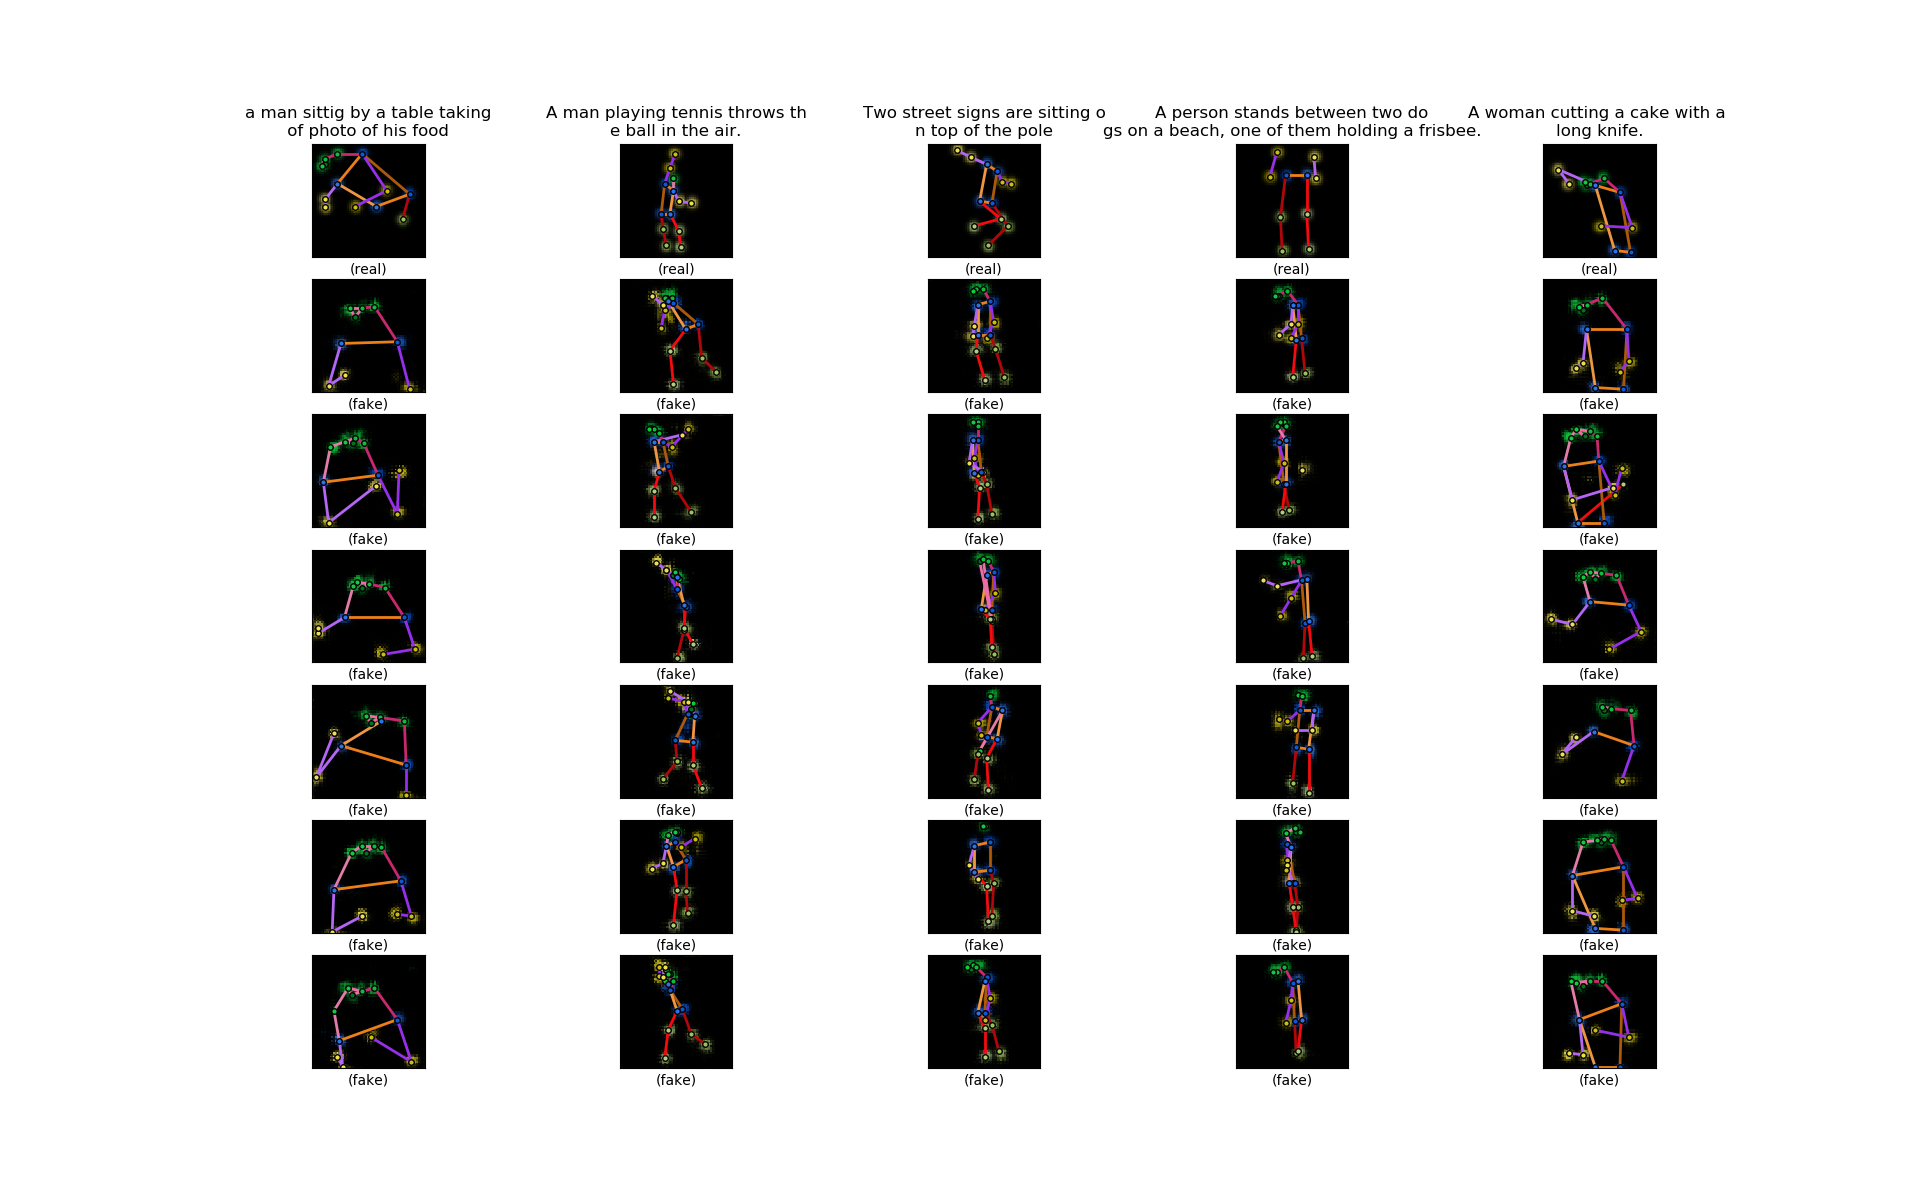 a man sittig by a table taking
of photo of his food
A man playing tennis throws th
e ball in the air.
Two street signs are sitting o
n top of the pole
A person stands between two do
gs on a beach, one of them holding a frisbee.
A woman cutting a cake with a
long knife.
(real) (real) (real) (real) (real)
(fake) (fake) (fake) (fake) (fake)
(fake) (fake) (fake) (fake) (fake)
(fake) (fake) (fake) (fake) (fake)
(fake) (fake) (fake) (fake) (fake)
(fake) (fake) (fake) (fake) (fake)
(fake) (fake) (fake) (fake) (fake)